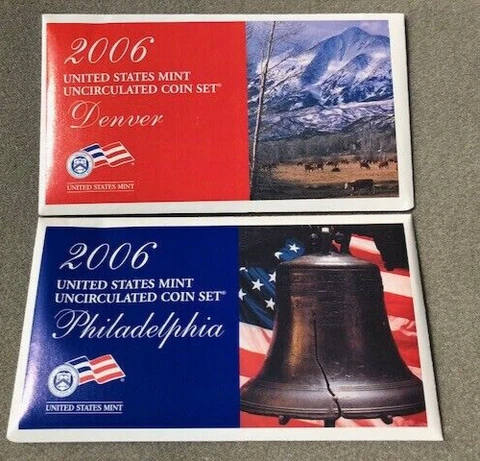 2006
UNITED STATES MINT
UNCIRCULATED COIN SET®
Denver
UNITED STATES MINT
2006
UNITED STATES MINT
UNCIRCULATED COIN SET®
Philadelphia
UNITED STATES MINT